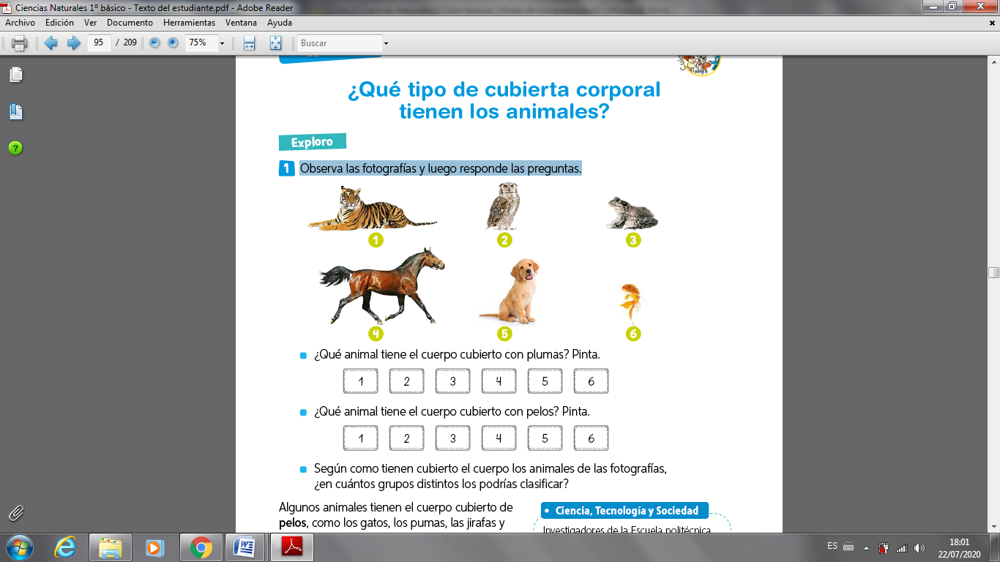 Ciencias Naturales 1º básico - Texto del estudiante.pdf - Adobe Reader
Archivo Edición Ver Documento Herramientas Ventana Ayuda
95 / 209 75% Buscar
¿Qué tipo de cubierta corporal
tienen los animales?
Exploro
1 Observa las fotografías y luego responde las preguntas.
1 2 3
4 5 6
¿Qué animal tiene el cuerpo cubierto con plumas? Pinta.
1 2 3 4 5 6
¿Qué animal tiene el cuerpo cubierto con pelos? Pinta.
1 2 3 4 5 6
Según como tienen cubierto el cuerpo los animales de las fotografías,
¿en cuántos grupos distintos los podrías clasificar?
Algunos animales tienen el cuerpo cubierto de
pelos, como los gatos, los pumas, las jirafas y
• Ciencia, Tecnología y Sociedad
Investigadores de la Escuela politécnica
ES 18:01
22/07/2020